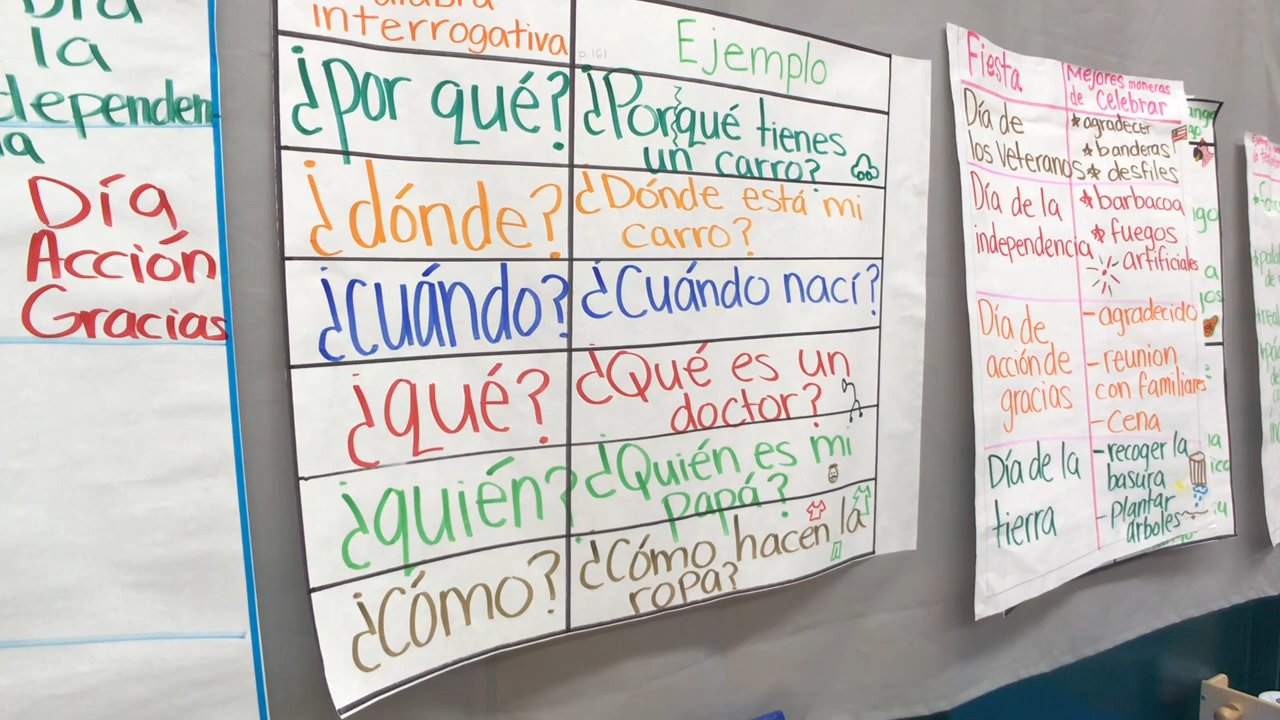 Día
la
dependen
Día
Acción
Gracias
interrogativa
Ejemplo
p.161
¿por qué?
¿Porqué tienes
un carro?
¿dónde?
¿Dónde está mi
carro?
¿cuándo?
¿Cuándo nací?
¿qué?
¿Qué es un
doctor?
¿quién?
¿Quién es mi
papá?
¿Cómo?
¿Cómo hacen la
ropa?
Fiesta
Mejores maneras
de celebrar
Día de
los Veteranos
*agradecer
*banderas
*desfiles
Día de la
independencia
*barbacoa
*fuegos
artificiales
Día de
acción de
gracias
-agradecido
-reunion
con familiares
-cena
Día de la
tierra
-recoger la
basura
-plantar
árboles